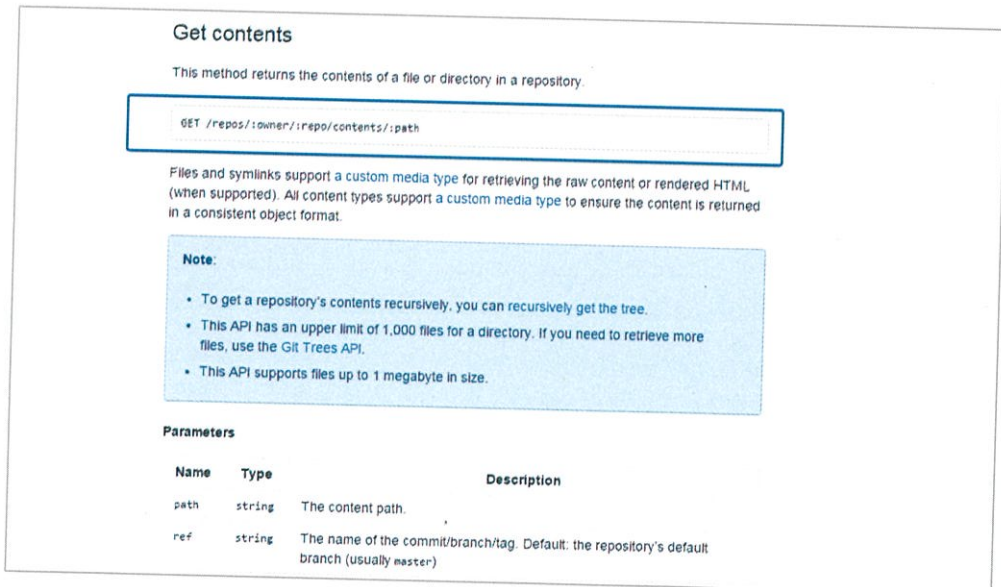 Get contents
This method returns the contents of a file or directory in a repository.
GET /repos/:owner/:repo/contents/:path
Files and symlinks support a custom media type for retrieving the raw content or rendered HTML
(when supported). All content types support a custom media type to ensure the content is returned
in a consistent object format.
Note:
• To get a repository's contents recursively, you can recursively get the tree.
• This API has an upper limit of 1,000 files for a directory. If you need to retrieve more
files, use the Git Trees API.
• This API supports files up to 1 megabyte in size.
Parameters
Name Type Description
path string The content path.
ref string The name of the commit/branch/tag. Default: the repository's default
branch (usually master)